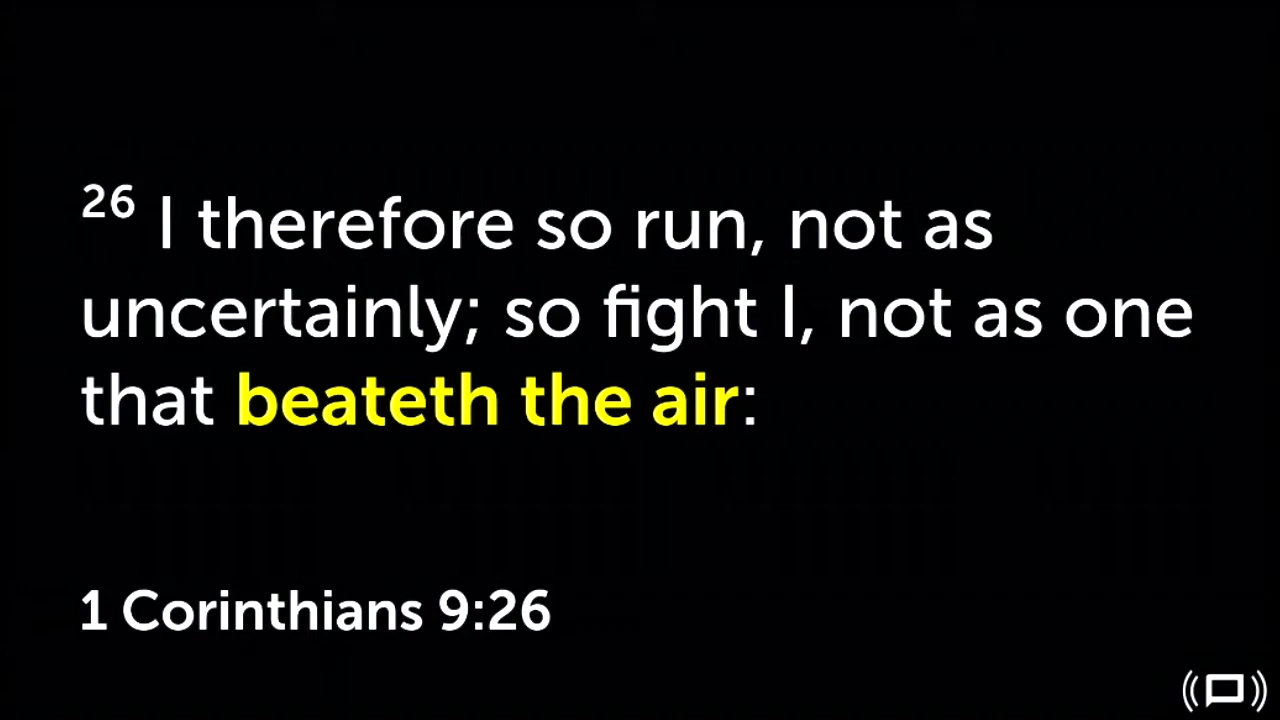 26 I therefore so run, not as
uncertainly; so fight I, not as one
that beateth the air:
1 Corinthians 9:26